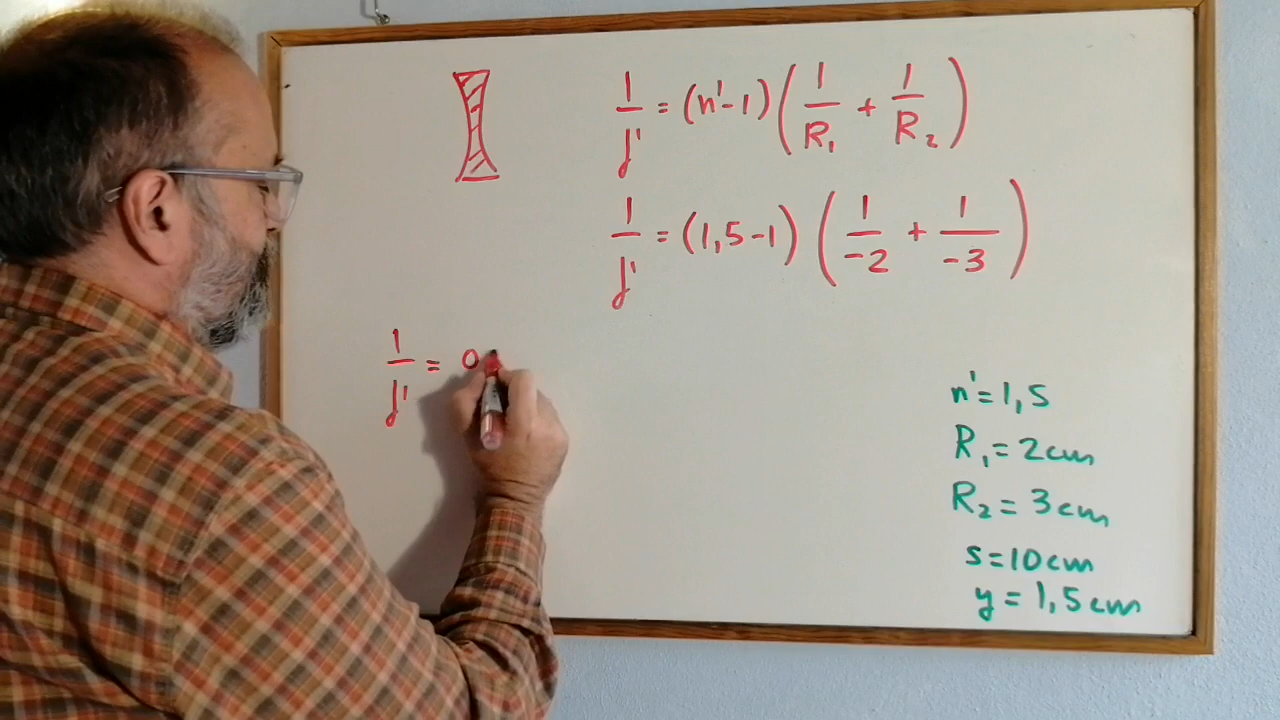 1/f' = (n'-1)(1/R₁ + 1/R₂)
1/f' = (1,5-1)(1/-2 + 1/-3)
1/f' = 0
n'=1,5
R₁=2cm
R₂=3cm
s=10cm
y=1,5cm